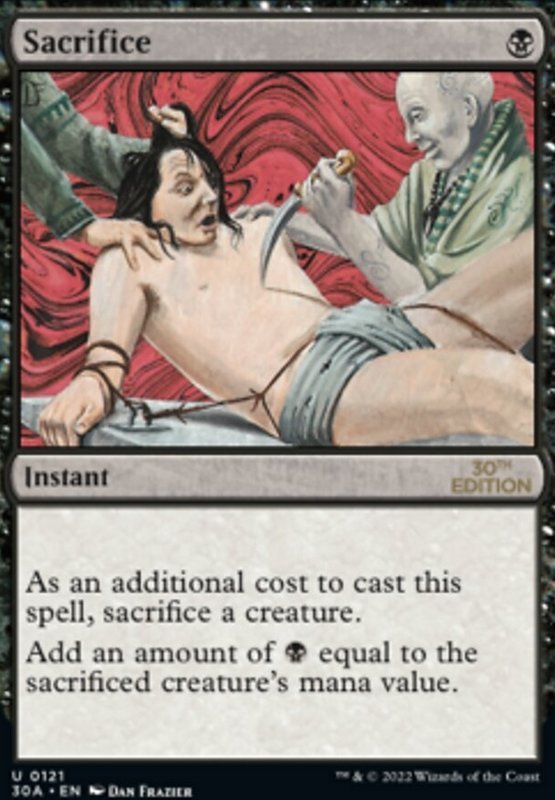 Sacrifice
DF
Instant
30TH
EDITION
As an additional cost to cast this
spell, sacrifice a creature.
Add an amount of equal to the
sacrificed creature's mana value.
U 0121
30A • EN DAN FRAZIER
™ & © 2022 Wizards of the Coast